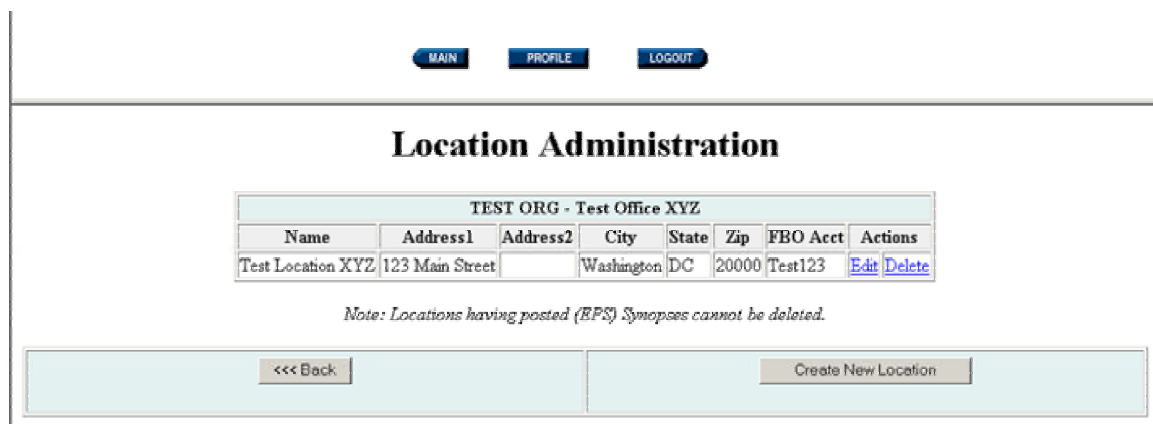 MAIN PROFILE LOGOUT
Location Administration
TEST ORG - Test Office XYZ
Name Address1 Address2 City State Zip FBO Acct Actions
Test Location XYZ 123 Main Street Washington DC 20000 Test123 Edit Delete
Note: Locations having posted (EPS) Synopses cannot be deleted.
<<< Back Create New Location